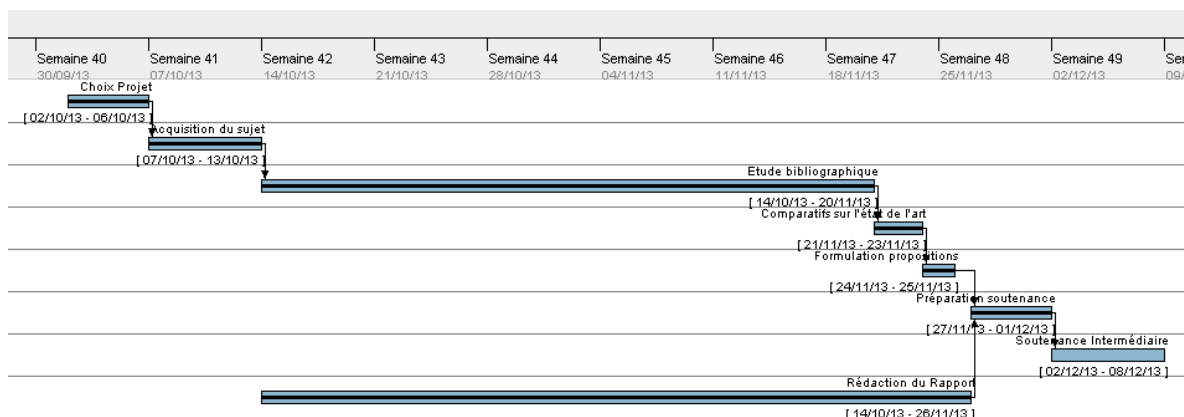 Semaine 40 Semaine 41 Semaine 42 Semaine 43 Semaine 44 Semaine 45 Semaine 46 Semaine 47 Semaine 48 Semaine 49
30/09/13 07/10/13 14/10/13 21/10/13 28/10/13 04/11/13 11/11/13 18/11/13 25/11/13 02/12/13
Choix Projet
[ 02/10/13 - 06/10/13 ]
Acquisition du sujet
[ 07/10/13 - 13/10/13 ]
Etude bibliographique
[ 14/10/13 - 20/11/13 ]
Comparatifs sur l'état de l'art
[ 21/11/13 - 23/11/13 ]
Formulation propositions
[ 24/11/13 - 25/11/13 ]
Préparation soutenance
[ 27/11/13 - 01/12/13 ]
Soutenance Intermédiaire
[ 02/12/13 - 08/12/13 ]
Rédaction du Rapport
[ 14/10/13 - 26/11/13 ]